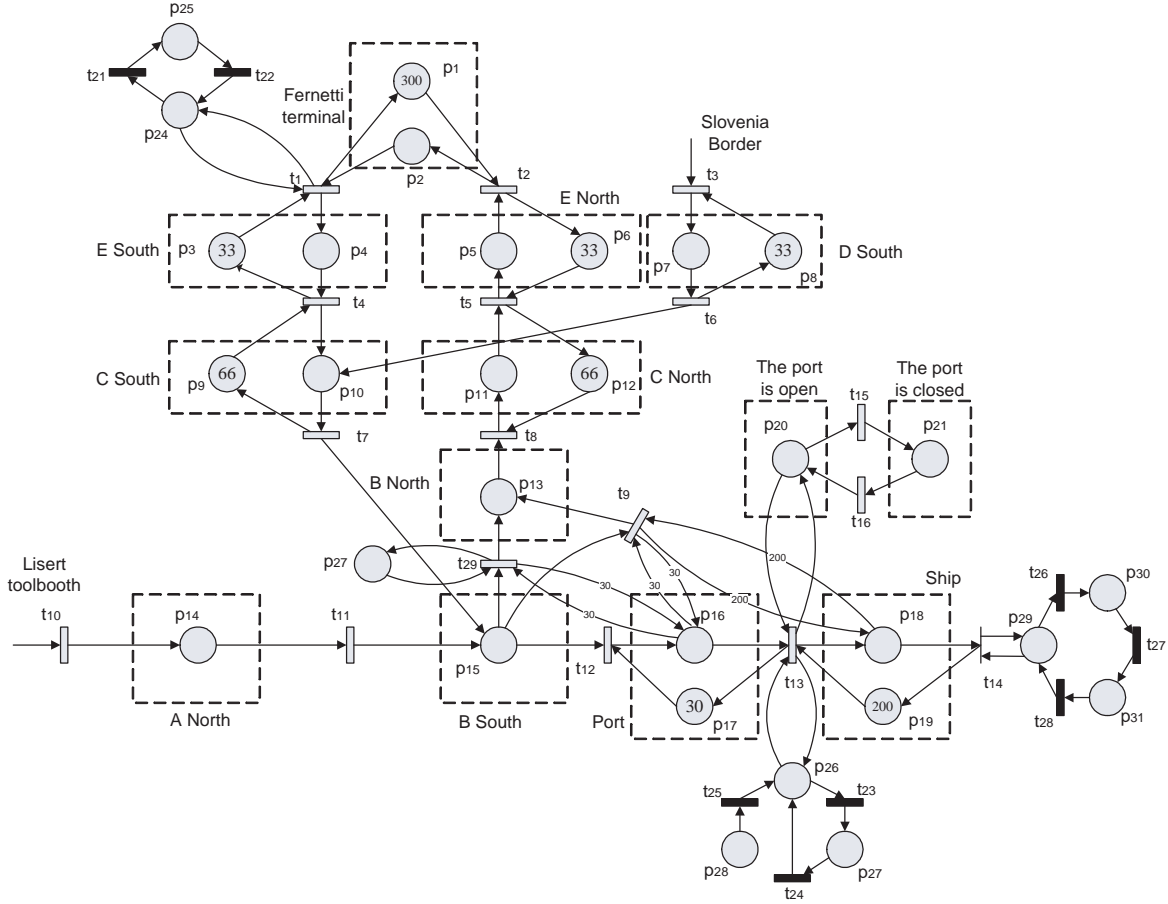 p25
t21
t22
p24
Fernetti
terminal
p1
300
p2
Slovenia
Border
t1
t2
t3
E North
E South
p3
33
p4
p5
p6
33
p7
33
p8
D South
t4
t5
t6
C South
p9
66
p10
p11
66
p12
C North
The port
is open
The port
is closed
t15
p20
p21
t16
t7
t8
B North
p13
t9
p27
t29
30
30
30
30
200
200
Lisert
toolbooth
t10
p14
t11
p15
t12
p16
t13
Ship
p18
t14
p29
t26
p30
t27
t28
p31
A North
B South
Port
30
p17
200
p19
p26
t25
t23
p28
p27
t24